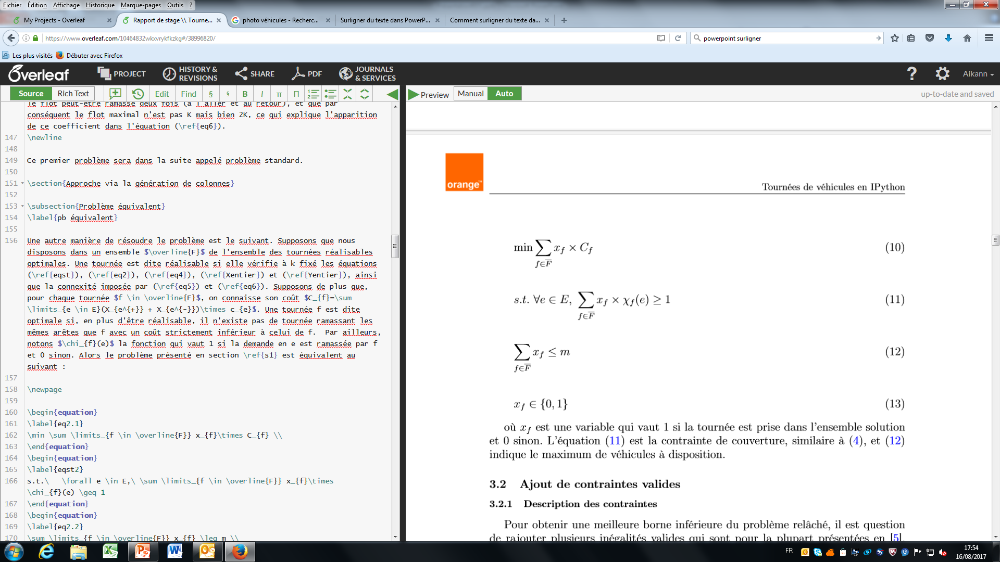 Fichier Édition Affichage Historique Marque-pages Outils ?
My Projects - Overleaf
Rapport de stage \\ Tourne...
photo véhicules - Recherc...
Surligner du texte dans PowerP...
Comment surligner du texte da...
https://www.overleaf.com/10464832wkxvrykfkzkg#/38996820/
powerpoint surligner
Les plus visités Débuter avec Firefox
Overleaf PROJECT HISTORY & REVISIONS SHARE PDF JOURNALS & SERVICES ? Aikann
Source Rich Text Edit Find § § B I π Π
Preview Manual Auto up-to-date and saved
le flot peut-être ramassé deux fois (à l'aller et au retour), et que par
conséquent le flot maximal n'est pas K mais bien 2K, ce qui explique l'apparition
de ce coefficient dans l'équation (\ref{eq6}).
147 \newline
148
149 Ce premier problème sera dans la suite appelé problème standard.
150
151 \section{Approche via la génération de colonnes}
152
153 \subsection{Problème équivalent}
154 \label{pb équivalent}
155
156 Une autre manière de résoudre le problème est le suivant. Supposons que nous
disposons dans un ensemble $\overline{F}$ de l'ensemble des tournées réalisables
optimales. Une tournée est dite réalisable si elle vérifie à k fixé les équations
(\ref{eqst}), (\ref{eq2}), (\ref{eq4}), (\ref{Xentier}) et (\ref{Yentier}), ainsi
que la connexité imposée par (\ref{eq5}) et (\ref{eq6}). Supposons de plus que,
pour chaque tournée $f \in \overline{F}$, on connaisse son coût $C_{f}=\sum
\limits_{e \in E}(X_{e^{+}} + X_{e^{-}})\times c_{e}$. Une tournée f est dite
optimale si, en plus d'être réalisable, il n'existe pas de tournée ramassant les
mêmes arêtes que f avec un coût strictement inférieur à celui de f.  Par ailleurs,
notons $\chi_{f}(e)$ la fonction qui vaut 1 si la demande en e est ramassée par f
et 0 sinon. Alors le problème présenté en section \ref{s1} est équivalent au
suivant :
157
158 \newpage
159
160 \begin{equation}
161 \label{eq2.1}
162 \min \sum \limits_{f \in \overline{F}} x_{f}\times C_{f} \\
163 \end{equation}
164 \begin{equation}
165 \label{eqst2}
166 s.t.\   \forall e \in E,\ \sum \limits_{f \in \overline{F}} x_{f}\times
\chi_{f}(e) \geq 1
167 \end{equation}
168 \begin{equation}
169 \label{eq2.2}
170 \sum \limits_{f \in \overline{F}} x_{f} \leq m \\
orange™
Tournées de véhicules en IPython
min ∑ f∈F̅ x_f × C_f (10)
s.t. ∀e ∈ E, ∑ f∈F̅ x_f × χ_f(e) ≥ 1 (11)
∑ f∈F̅ x_f ≤ m (12)
x_f ∈ {0, 1} (13)
où x_f est une variable qui vaut 1 si la tournée est prise dans l'ensemble solution
et 0 sinon. L'équation (11) est la contrainte de couverture, similaire à (4), et (12)
indique le maximum de véhicules à disposition.
3.2 Ajout de contraintes valides
3.2.1 Description des contraintes
Pour obtenir une meilleure borne inférieure du problème relâché, il est question
de rajouter plusieurs inégalités valides qui sont pour la plupart présentées en [5].
FR
17:54
16/08/2017